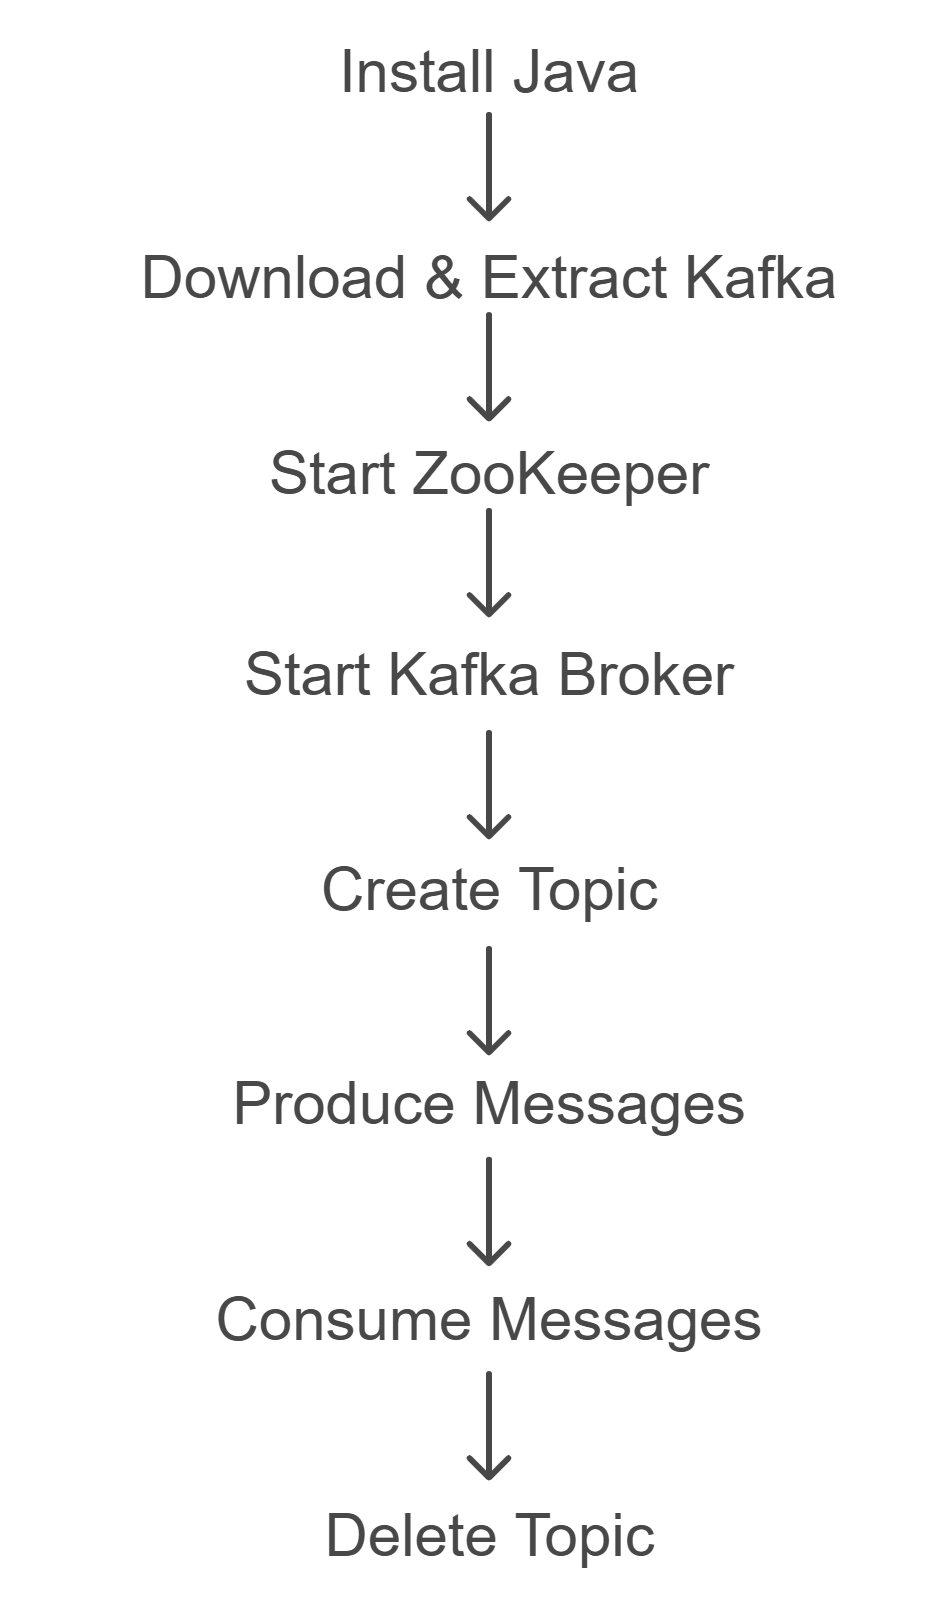 Install Java
Download & Extract Kafka
Start ZooKeeper
Start Kafka Broker
Create Topic
Produce Messages
Consume Messages
Delete Topic